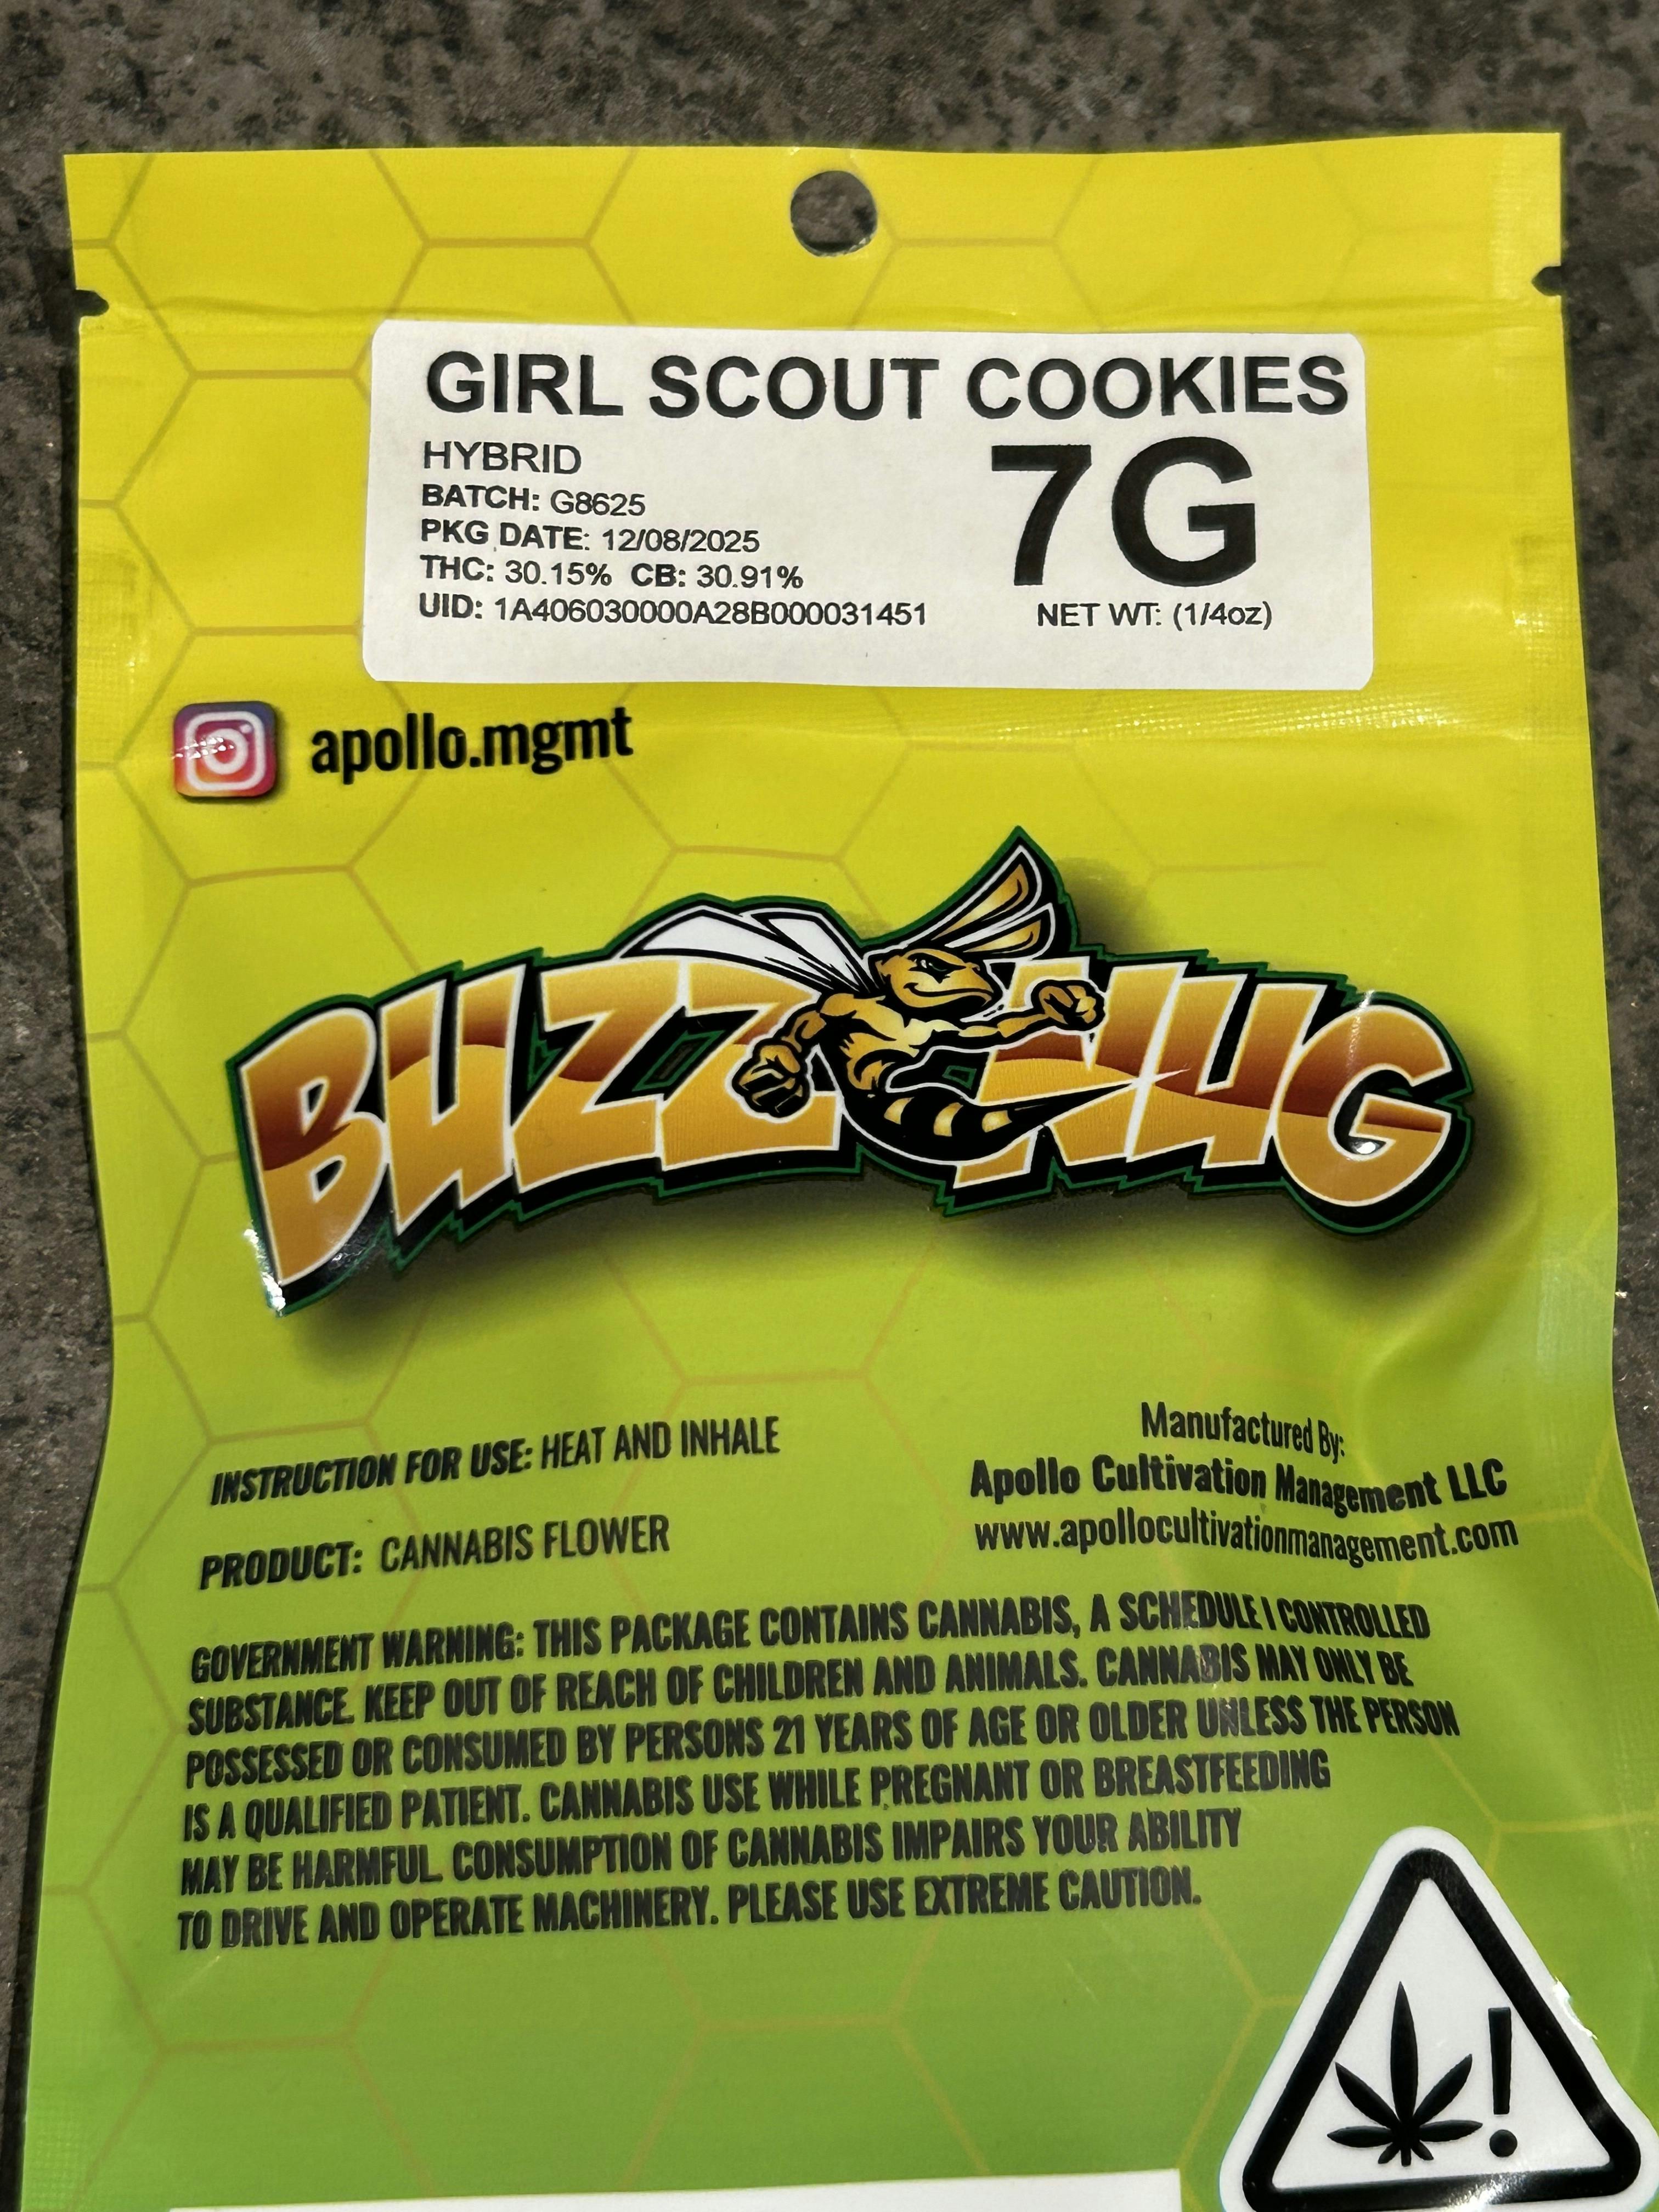 GIRL SCOUT COOKIES
HYBRID
BATCH: G8625
PKG DATE: 12/08/2025
THC: 30.15% CB: 30.91%
UID: 1A406030000A28B000031451
7G
NET WT: (1/4oz)
apollo.mgmt
BUZZ NUG
INSTRUCTION FOR USE: HEAT AND INHALE
PRODUCT: CANNABIS FLOWER
Manufactured By:
Apollo Cultivation Management LLC
www.apollocultivationmanagement.com
GOVERNMENT WARNING: THIS PACKAGE CONTAINS CANNABIS, A SCHEDULE I CONTROLLED
SUBSTANCE. KEEP OUT OF REACH OF CHILDREN AND ANIMALS. CANNABIS MAY ONLY BE
POSSESSED OR CONSUMED BY PERSONS 21 YEARS OF AGE OR OLDER UNLESS THE PERSON
IS A QUALIFIED PATIENT. CANNABIS USE WHILE PREGNANT OR BREASTFEEDING
MAY BE HARMFUL. CONSUMPTION OF CANNABIS IMPAIRS YOUR ABILITY
TO DRIVE AND OPERATE MACHINERY. PLEASE USE EXTREME CAUTION.
!